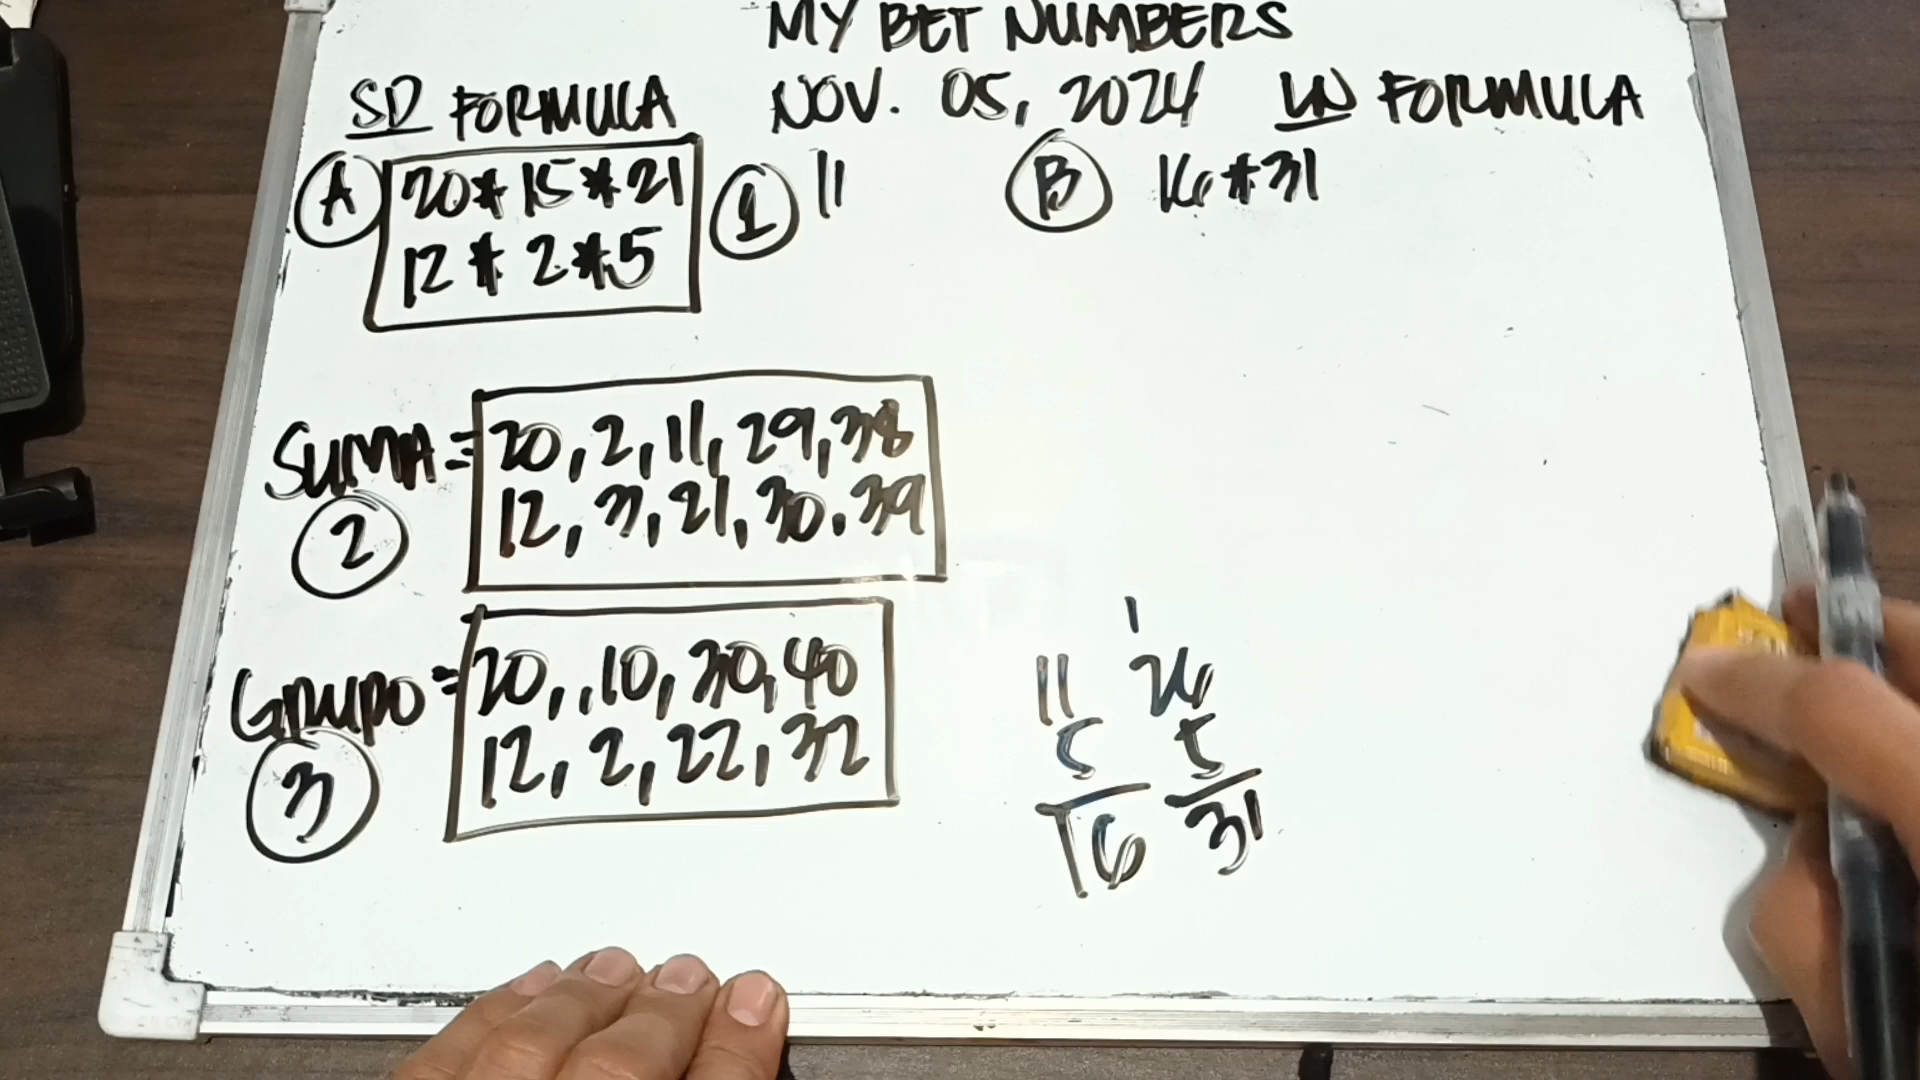 MY BET NUMBERS
SD FORMULA NOV. 05, 2024 LN FORMULA
A 20*15*21 1 11 B 16*31
12*2*5
SUMA = 20, 2, 11, 29, 38
2 12, 3, 21, 30. 39
GRUPO = 20,, 10, 30, 40
3 12, 2, 22, 32
1
11 26
5 5
16 31